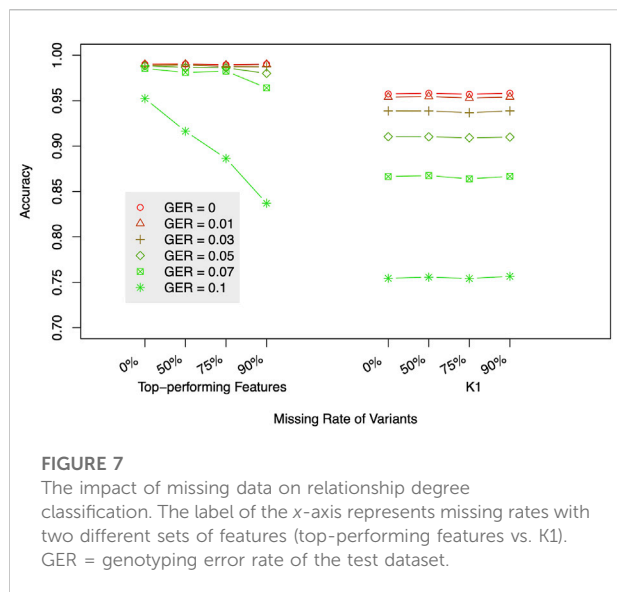 1.00
0.95
0.90
0.85
0.80
0.75
0.70
Accuracy
GER = 0
GER = 0.01
GER = 0.03
GER = 0.05
GER = 0.07
GER = 0.1
0% 50% 75% 90% 0% 50% 75% 90%
Top−performing Features K1
Missing Rate of Variants
FIGURE 7
The impact of missing data on relationship degree
classification. The label of the x-axis represents missing rates with
two different sets of features (top-performing features vs. K1).
GER = genotyping error rate of the test dataset.